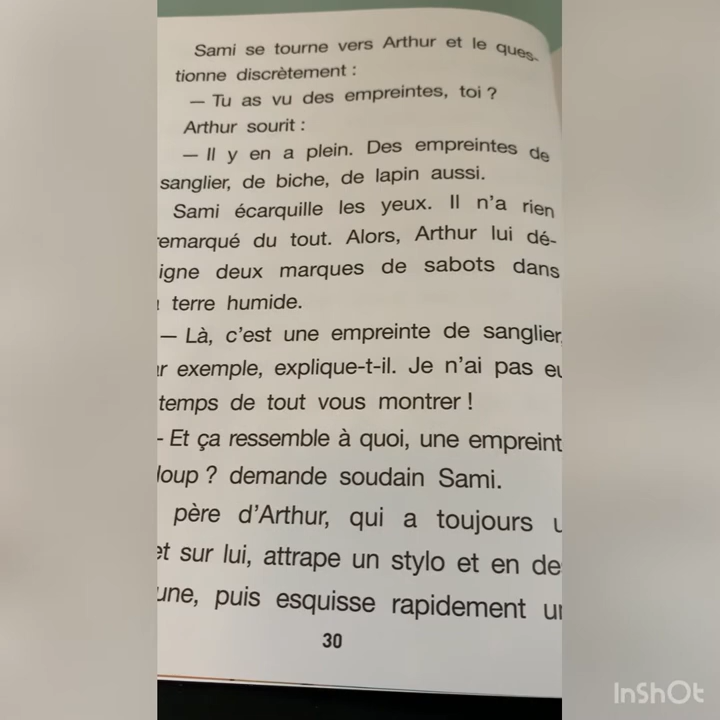 Sami se tourne vers Arthur et le ques-
tionne discrètement :
— Tu as vu des empreintes, toi ?
Arthur sourit :
— Il y en a plein. Des empreintes de
sanglier, de biche, de lapin aussi.
Sami écarquille les yeux. Il n'a rien
emarqué du tout. Alors, Arthur lui dé-
igne deux marques de sabots dans
terre humide.
— Là, c'est une empreinte de sanglier,
ar exemple, explique-t-il. Je n'ai pas eu
temps de tout vous montrer !
- Et ça ressemble à quoi, une empreint
loup ? demande soudain Sami.
père d'Arthur, qui a toujours u
et sur lui, attrape un stylo et en de
une, puis esquisse rapidement un
30
InShOt